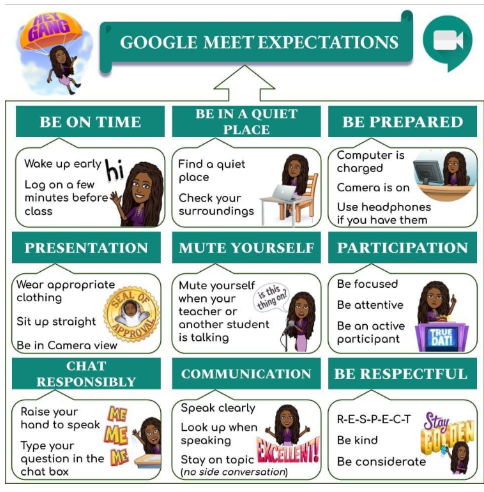 HEY
GANG
GOOGLE MEET EXPECTATIONS
BE ON TIME
Wake up early
Log on a few
minutes before
class
hi
BE IN A QUIET
PLACE
Find a quiet
place
Check your
surroundings
BE PREPARED
Computer is
charged
Camera is on
Use headphones
if you have them
PRESENTATION
Wear appropriate
clothing
Sit up straight
Be in Camera view
SEAL OF
APPROVAL
MUTE YOURSELF
Mute yourself
when your
teacher or
another student
is talking
is this
thing on?
PARTICIPATION
Be focused
Be attentive
Be an active
participant
TRUE
DAT!
CHAT
RESPONSIBLY
Raise your
hand to speak
Type your
question in the
chat box
ME
ME
ME
COMMUNICATION
Speak clearly
Look up when
speaking
Stay on topic
(no side conversation)
EXCELLENT!
BE RESPECTFUL
R-E-S-P-E-C-T
Be kind
Be considerate
Stay
GOLDEN